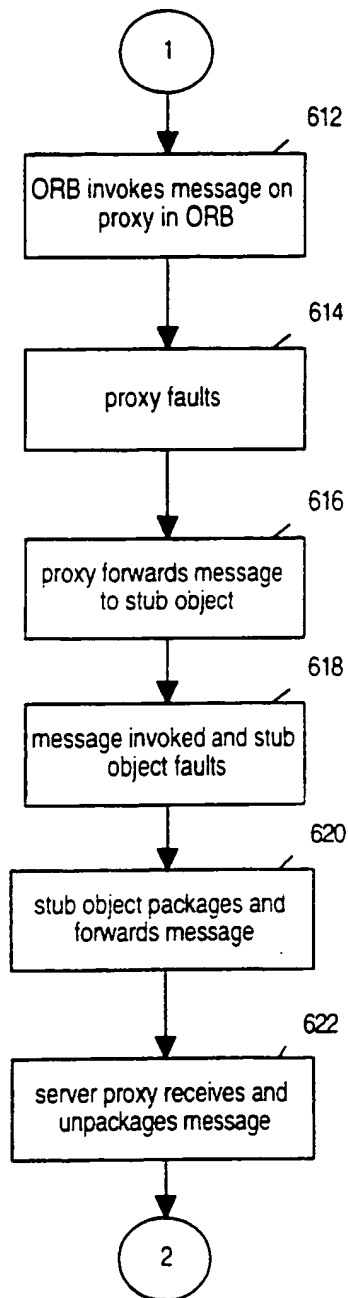 1
612
ORB invokes message on
proxy in ORB
614
proxy faults
616
proxy forwards message
to stub object
618
message invoked and stub
object faults
620
stub object packages and
forwards message
622
server proxy receives and
unpackages message
2